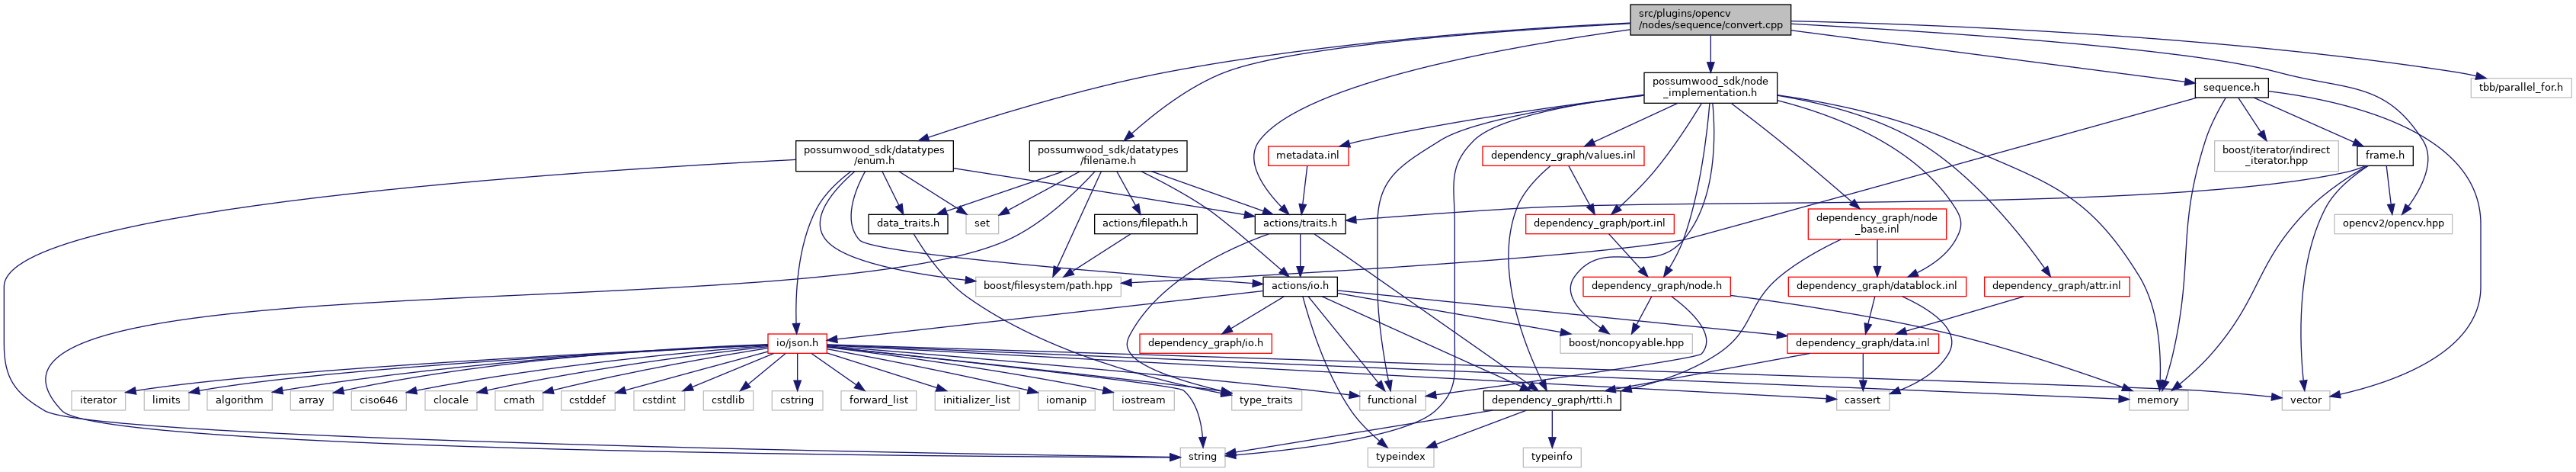 src/plugins/opencv
/nodes/sequence/convert.cpp
possumwood_sdk/node
_implementation.h
sequence.h
tbb/parallel_for.h
possumwood_sdk/datatypes
/enum.h
possumwood_sdk/datatypes
/filename.h
metadata.inl
dependency_graph/values.inl
boost/iterator/indirect
_iterator.hpp
frame.h
data_traits.h
set
actions/filepath.h
actions/traits.h
dependency_graph/port.inl
dependency_graph/node
_base.inl
opencv2/opencv.hpp
boost/filesystem/path.hpp
actions/io.h
dependency_graph/node.h
dependency_graph/datablock.inl
dependency_graph/attr.inl
io/json.h
dependency_graph/io.h
boost/noncopyable.hpp
dependency_graph/data.inl
iterator
limits
algorithm
array
ciso646
clocale
cmath
cstddef
cstdint
cstdlib
cstring
forward_list
initializer_list
iomanip
iostream
type_traits
functional
dependency_graph/rtti.h
cassert
memory
vector
string
typeindex
typeinfo